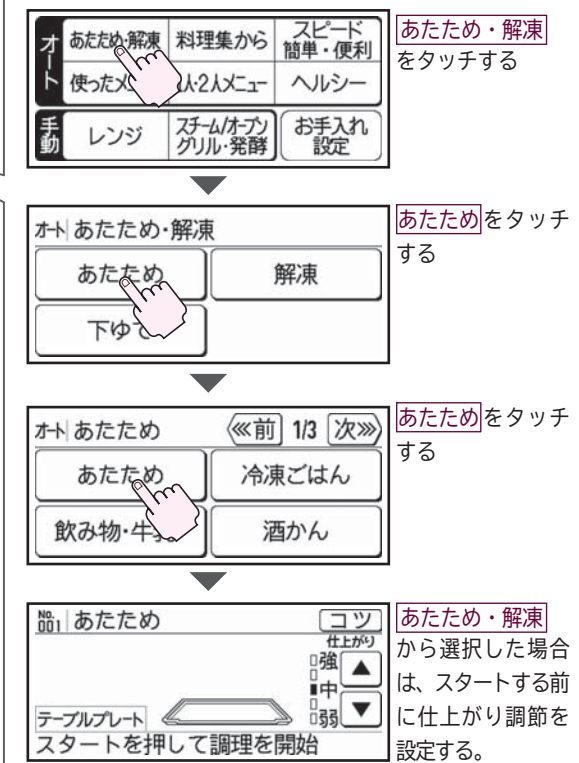 オート あたため・解凍 料理集から スピード簡単・便利
使ったメ 人・2人メニュー ヘルシー
手動 レンジ スチーム/オーブン グリル・発酵 お手入れ設定
あたため・解凍
をタッチする
オート あたため・解凍
あたため 解凍
下ゆで
あたためをタッチ
する
オート あたため 前 1/3 次
あたため 冷凍ごはん
飲み物・牛乳 酒かん
あたためをタッチ
する
No.001 あたため コツ
仕上がり
強
中
弱
テーブルプレート
スタートを押して調理を開始
あたため・解凍
から選択した場合
は、スタートする前
に仕上がり調節を
設定する。